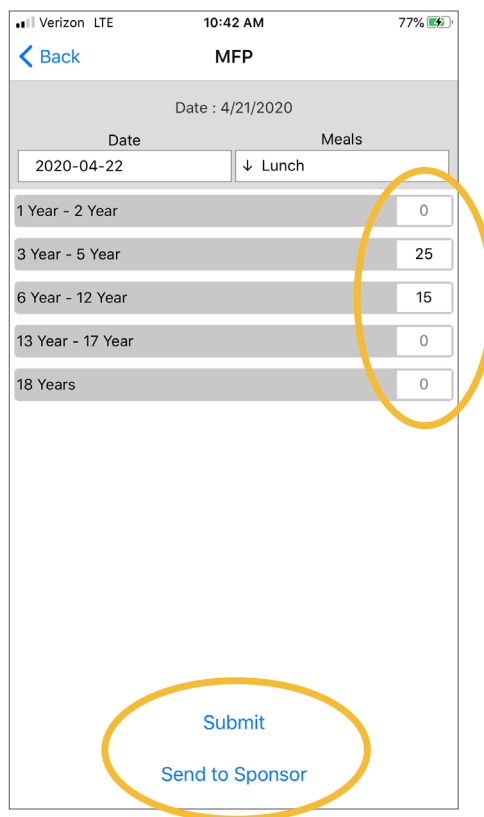 Verizon LTE 10:42 AM 77%
Back MFP
Date : 4/21/2020
Date Meals
2020-04-22 ↓ Lunch
1 Year - 2 Year 0
3 Year - 5 Year 25
6 Year - 12 Year 15
13 Year - 17 Year 0
18 Years 0
Submit
Send to Sponsor